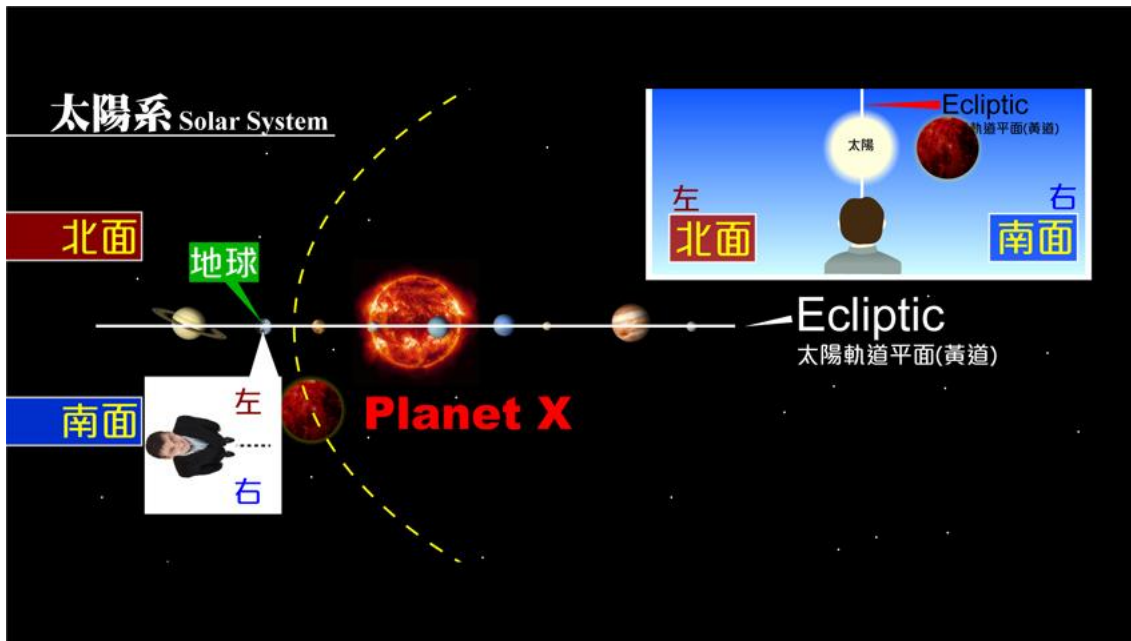 太陽系 Solar System
北面
地球
南面
左
右
Planet X
Ecliptic
太陽軌道平面(黃道)
Ecliptic
軌道平面(黃道)
太陽
左
北面
右
南面